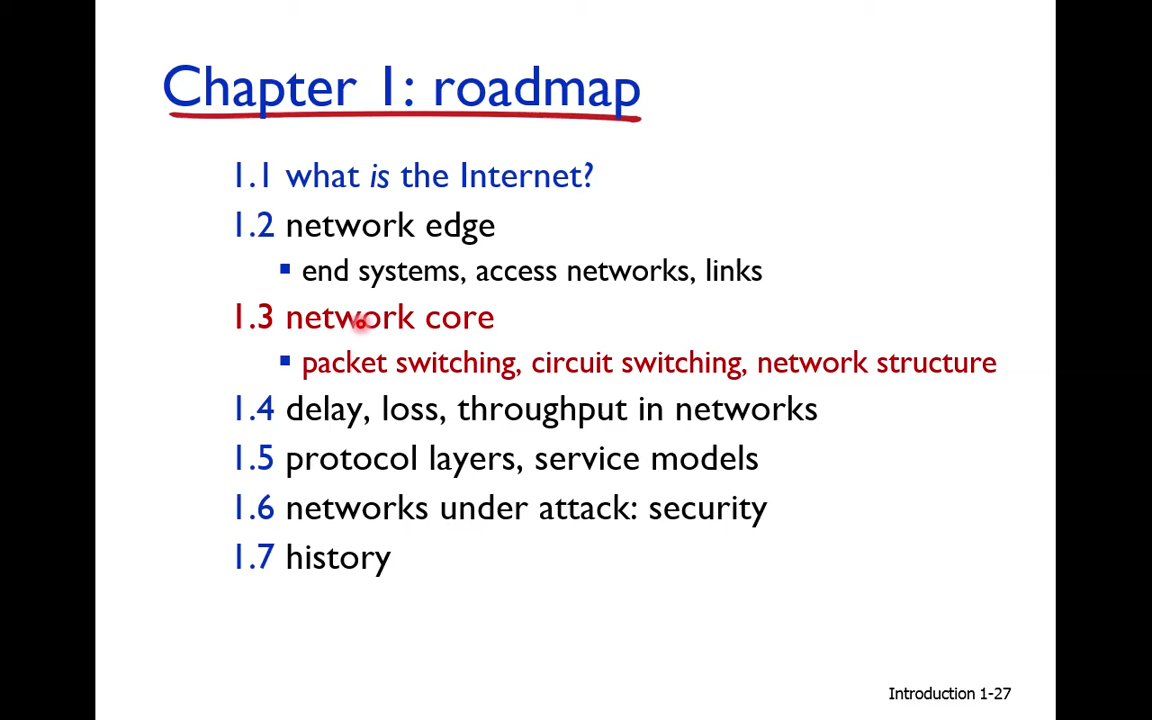 Chapter 1: roadmap
1.1 what is the Internet?
1.2 network edge
▪ end systems, access networks, links
1.3 network core
▪ packet switching, circuit switching, network structure
1.4 delay, loss, throughput in networks
1.5 protocol layers, service models
1.6 networks under attack: security
1.7 history
Introduction 1-27